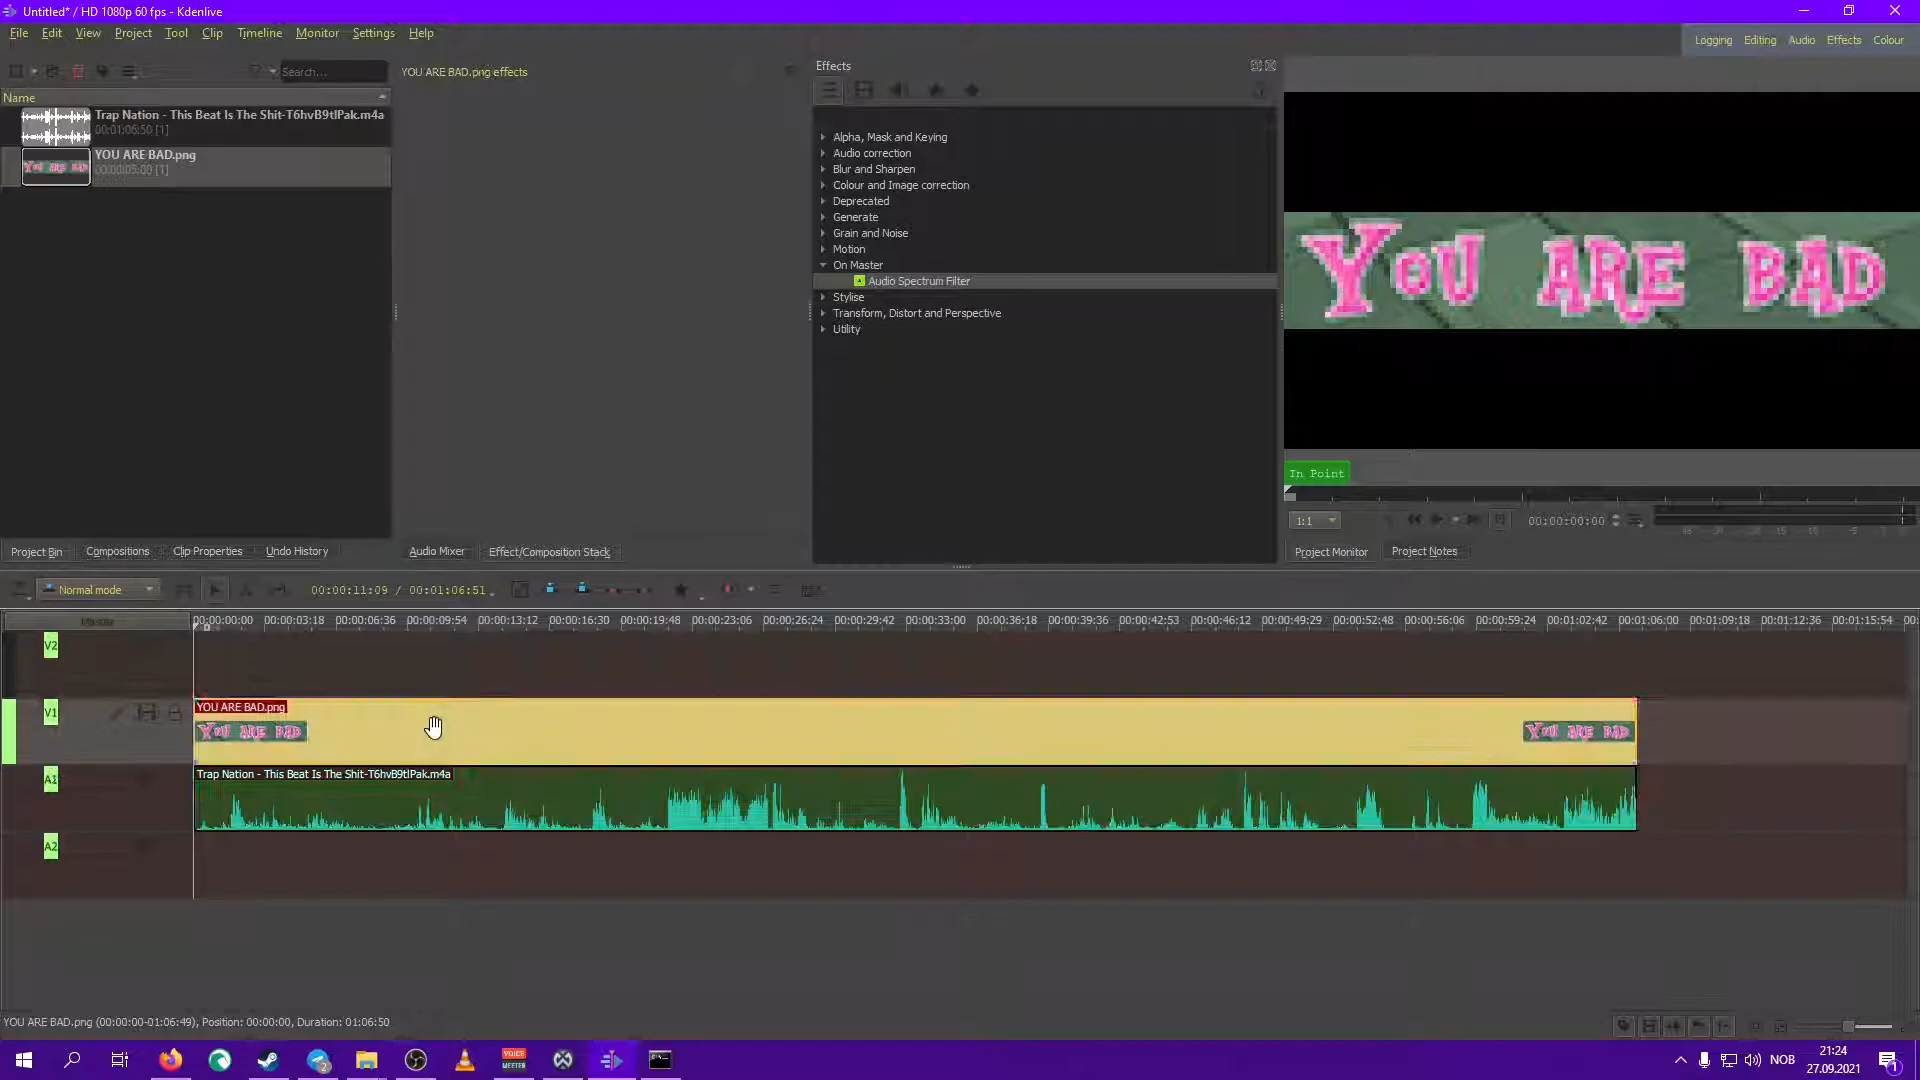 Untitled* / HD 1080p 60 fps - Kdenlive
File Edit View Project Tool Clip Timeline Monitor Settings Help
Logging Editing Audio Effects Colour
Search...
Name
Trap Nation - This Beat Is The Shit-T6hvB9tlPak.m4a
00:01:06:50 [1]
YOU ARE BAD.png
00:00:05:00 [1]
YOU ARE BAD.png effects
Effects
Alpha, Mask and Keying
Audio correction
Blur and Sharpen
Colour and Image correction
Deprecated
Generate
Grain and Noise
Motion
On Master
Audio Spectrum Filter
Stylise
Transform, Distort and Perspective
Utility
YOU ARE BAD
In Point
1:1
00:00:00:00
Project Bin Compositions Clip Properties Undo History
Audio Mixer Effect/Composition Stack
Project Monitor Project Notes
Normal mode
00:00:11:09 / 00:01:06:51
Master
00:00:00:00 00:00:03:18 00:00:06:36 00:00:09:54 00:00:13:12 00:00:16:30 00:00:19:48 00:00:23:06 00:00:26:24 00:00:29:42 00:00:33:00 00:00:36:18 00:00:39:36 00:00:42:53 00:00:46:12 00:00:49:29 00:00:52:48 00:00:56:06 00:00:59:24 00:01:02:42 00:01:06:00 00:01:09:18 00:01:12:36 00:01:15:54 00:
V2
V1
YOU ARE BAD.png
YOU ARE BAD YOU ARE BAD
A1
Trap Nation - This Beat Is The Shit-T6hvB9tlPak.m4a
A2
YOU ARE BAD.png (00:00:00-01:06:49), Position: 00:00:00, Duration: 01:06:50
2
VOICE
MEETER
NOB
21:24
27.09.2021
1